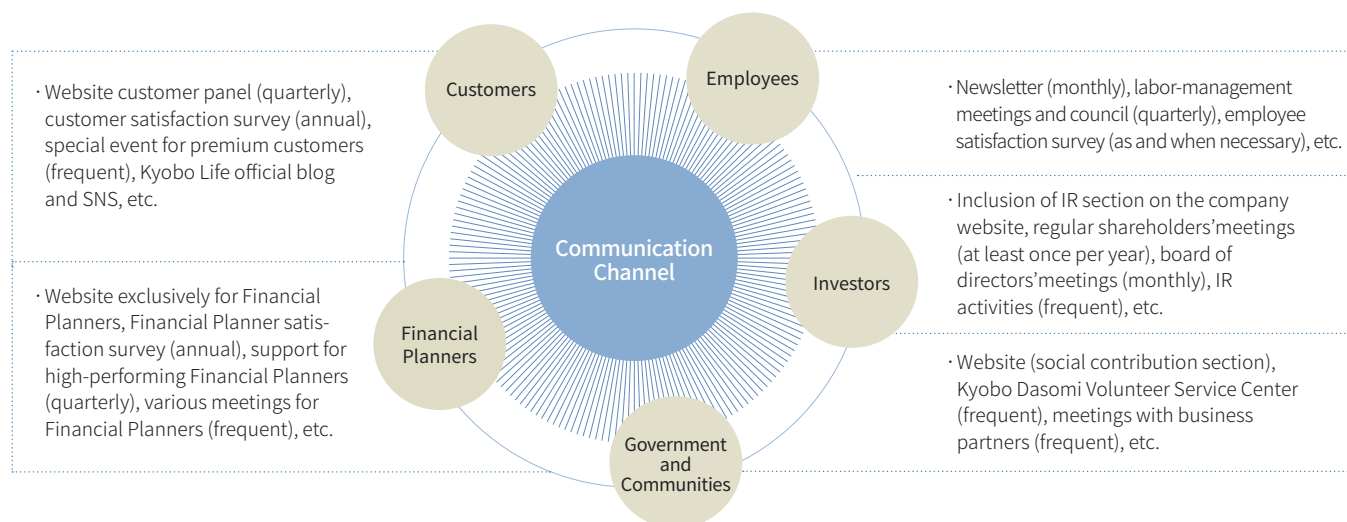 Customers
· Website customer panel (quarterly),
customer satisfaction survey (annual),
special event for premium customers
(frequent), Kyobo Life official blog
and SNS, etc.
Employees
· Newsletter (monthly), labor-management
meetings and council (quarterly), employee
satisfaction survey (as and when necessary), etc.
Communication
Channel
Investors
· Inclusion of IR section on the company
website, regular shareholders’meetings
(at least once per year), board of
directors’meetings (monthly), IR
activities (frequent), etc.
Financial
Planners
· Website exclusively for Financial
Planners, Financial Planner satis-
faction survey (annual), support for
high-performing Financial Planners
(quarterly), various meetings for
Financial Planners (frequent), etc.
Government
and
Communities
· Website (social contribution section),
Kyobo Dasomi Volunteer Service Center
(frequent), meetings with business
partners (frequent), etc.